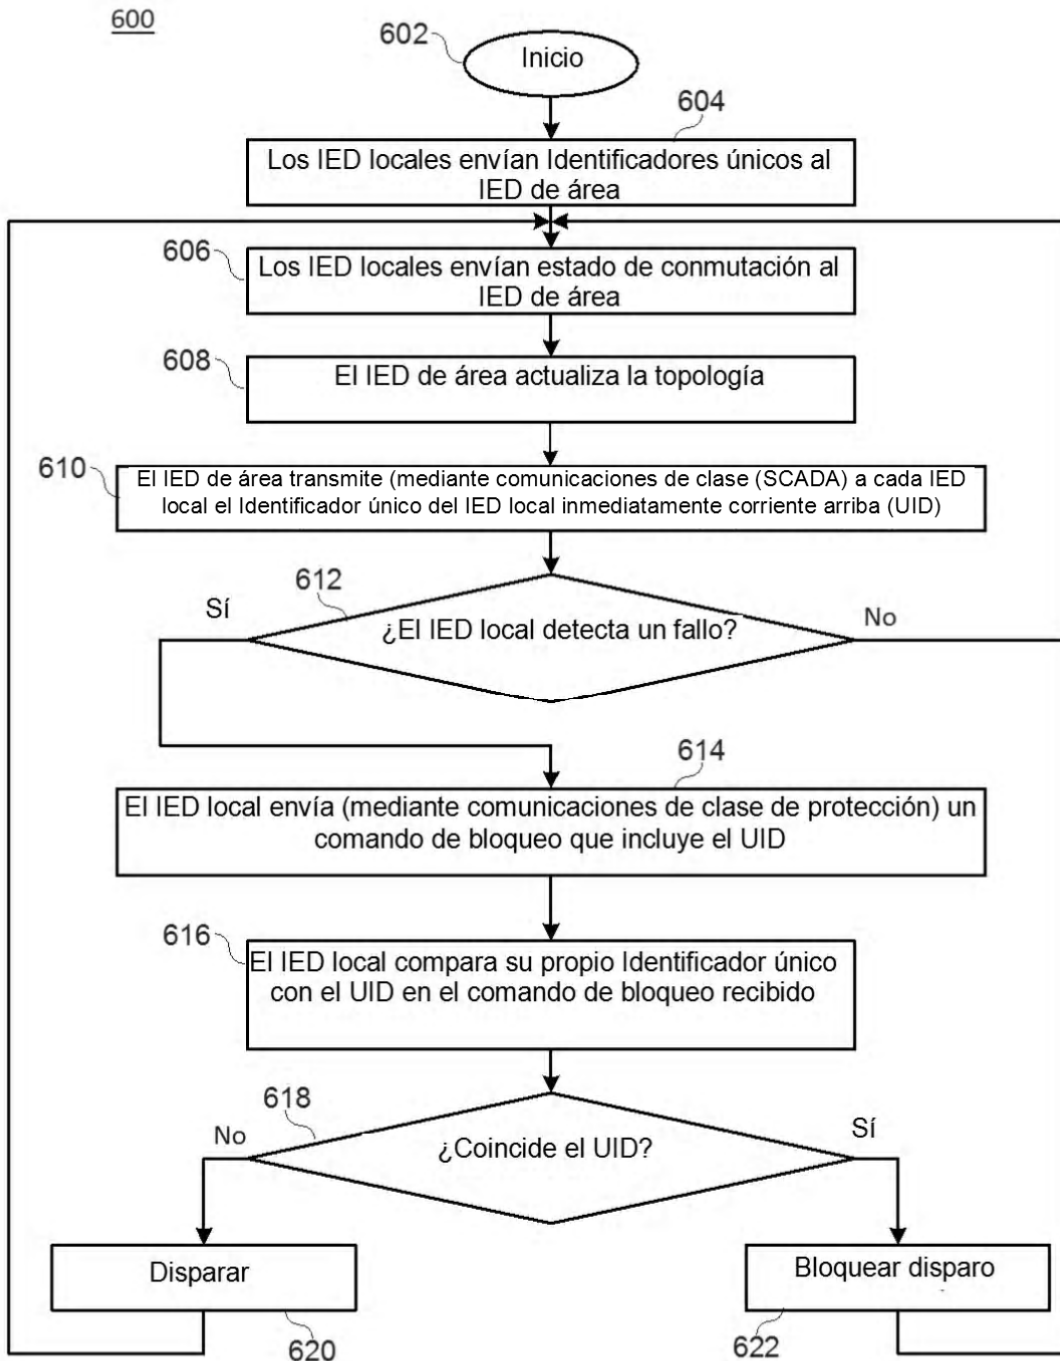 600
602
Inicio
604
Los IED locales envían Identificadores únicos al
IED de área
606
Los IED locales envían estado de conmutación al
IED de área
608
El IED de área actualiza la topología
610
El IED de área transmite (mediante comunicaciones de clase (SCADA) a cada IED
local el Identificador único del IED local inmediatamente corriente arriba (UID)
612
Sí
¿El IED local detecta un fallo?
No
614
El IED local envía (mediante comunicaciones de clase de protección) un
comando de bloqueo que incluye el UID
616
El IED local compara su propio Identificador único
con el UID en el comando de bloqueo recibido
618
No
¿Coincide el UID?
Sí
Disparar
Bloquear disparo
620
622